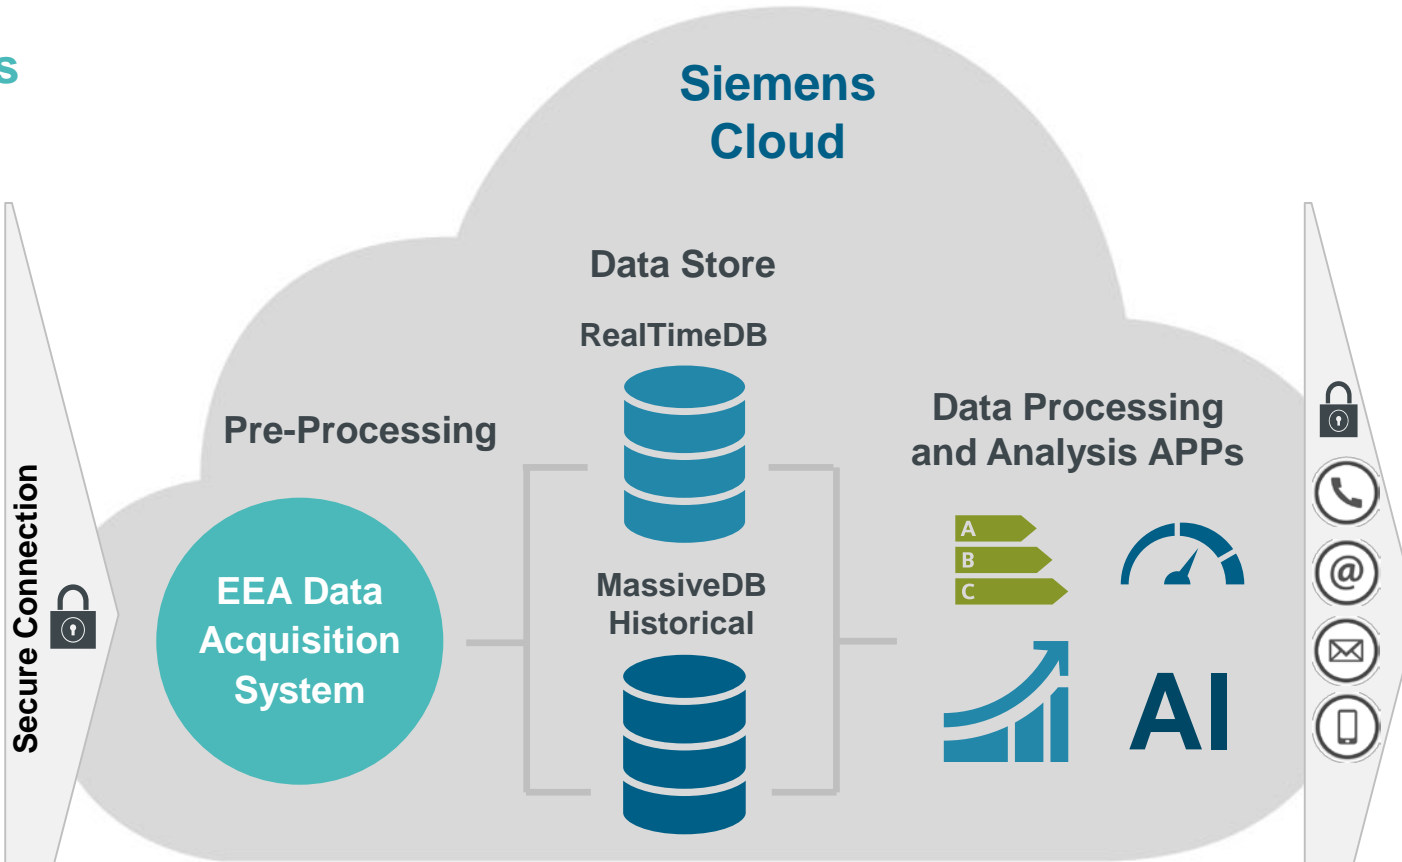 s
Siemens
Cloud
Data Store
RealTimeDB
Pre-Processing
Data Processing
and Analysis APPs
Secure Connection
EEA Data
Acquisition
System
MassiveDB
Historical
A
B
C
@
AI